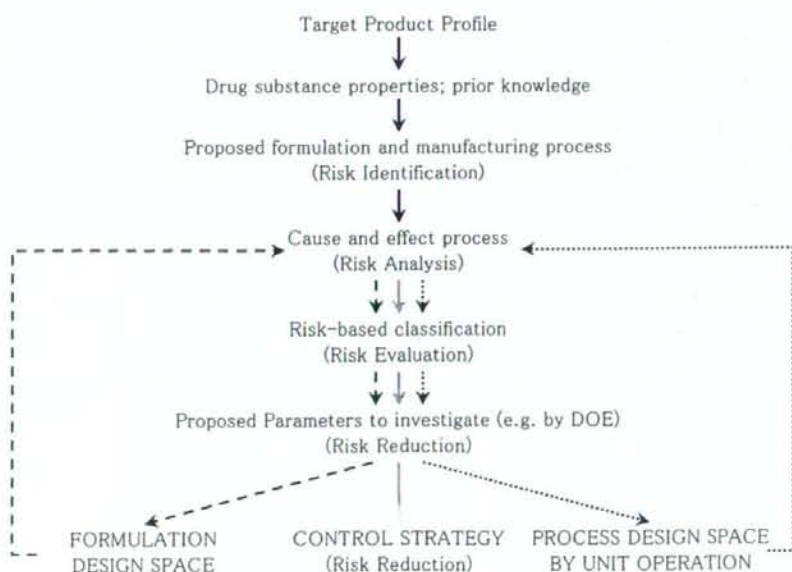 Target Product Profile
Drug substance properties; prior knowledge
Proposed formulation and manufacturing process
(Risk Identification)
Cause and effect process
(Risk Analysis)
Risk-based classification
(Risk Evaluation)
Proposed Parameters to investigate (e.g. by DOE)
(Risk Reduction)
FORMULATION
DESIGN SPACE
CONTROL STRATEGY
(Risk Reduction)
PROCESS DESIGN SPACE
BY UNIT OPERATION